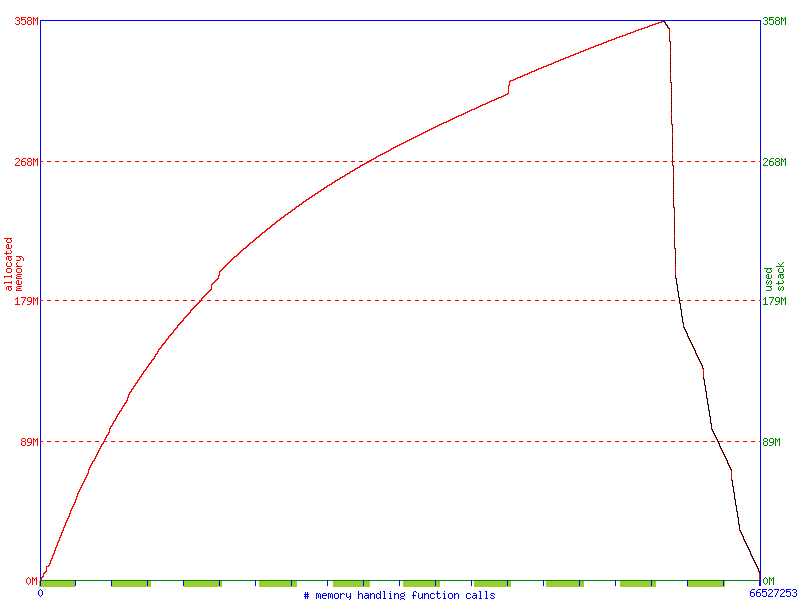 358M
358M
268M
268M
allocated
memory
used
stack
179M
179M
89M
89M
0M
0M
0
# memory handling function calls
66527253